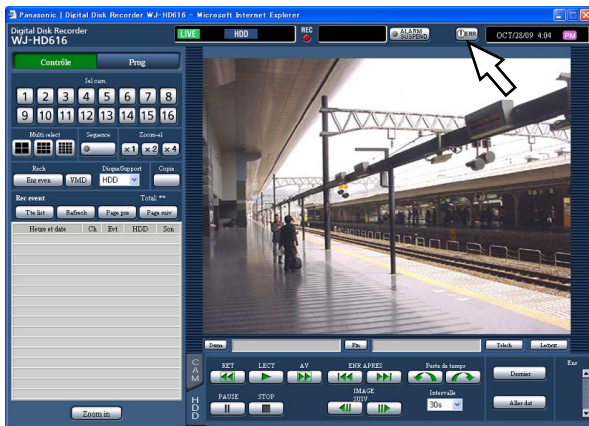 Panasonic | Digital Disk Recorder WJ-HD616 - Microsoft Internet Explorer
Digital Disk Recorder
WJ-HD616
LIVE HDD REC ALARM SUSPEND ERR OCT/28/09 4:04 PM
Contrôle Prog
Sel cam.
1 2 3 4 5 6 7 8
9 10 11 12 13 14 15 16
Multi select Sequence Zoom-el
x1 x2 x4
Rech Disque/Support Copie
Enr even VMD HDD
Rer event Total: **
Tte list Rafrech Page pre Page suiv
Heure et date Ch Evt HDD Son
Zoom in
Fin Telech Lecteur
CAM
HDD
RET LECT AV ENR APRES Perte de temps Enr
Dernier
PAUSE STOP IMAGE SUIV Intervalle
30s Aller dat